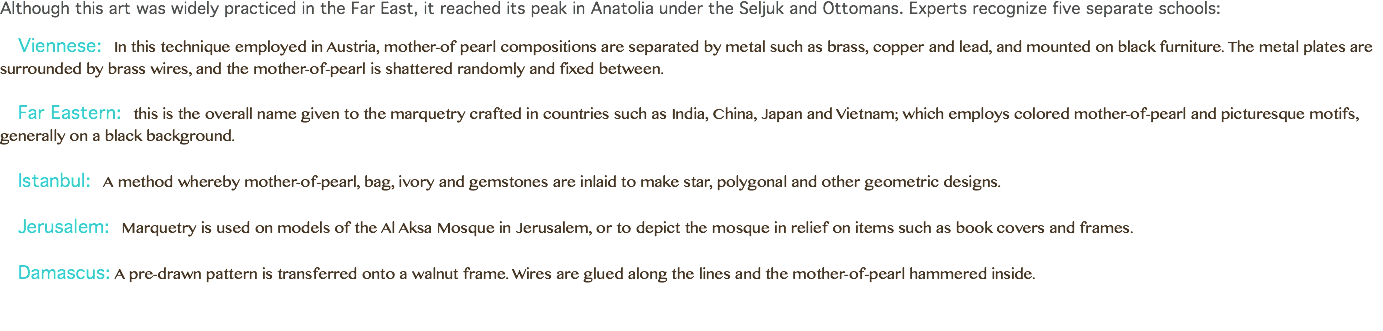 Although this art was widely practiced in the Far East, it reached its peak in Anatolia under the Seljuk and Ottomans. Experts recognize five separate schools:
Viennese: In this technique employed in Austria, mother-of pearl compositions are separated by metal such as brass, copper and lead, and mounted on black furniture. The metal plates are
surrounded by brass wires, and the mother-of-pearl is shattered randomly and fixed between.
Far Eastern: this is the overall name given to the marquetry crafted in countries such as India, China, Japan and Vietnam; which employs colored mother-of-pearl and picturesque motifs,
generally on a black background.
Istanbul: A method whereby mother-of-pearl, bag, ivory and gemstones are inlaid to make star, polygonal and other geometric designs.
Jerusalem: Marquetry is used on models of the Al Aksa Mosque in Jerusalem, or to depict the mosque in relief on items such as book covers and frames.
Damascus: A pre-drawn pattern is transferred onto a walnut frame. Wires are glued along the lines and the mother-of-pearl hammered inside.